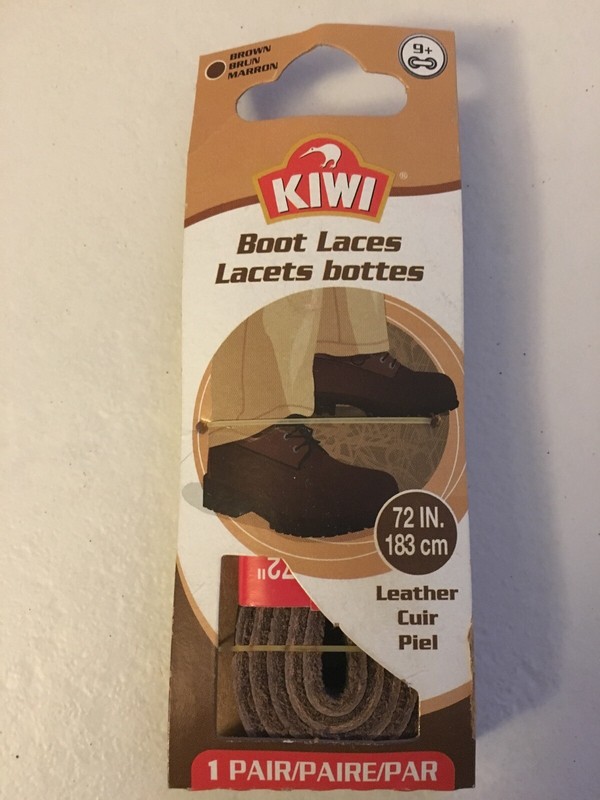 BROWN
BRUN
MARRON
9+
KIWI
®
Boot Laces
Lacets bottes
72 IN.
183 cm
72"
Leather
Cuir
Piel
1 PAIR/PAIRE/PAR